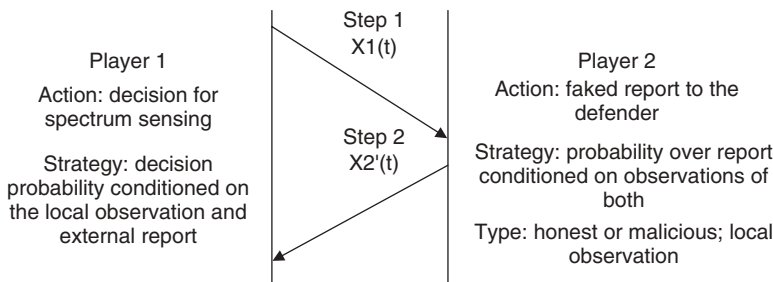 Player 1
Action: decision for
spectrum sensing
Strategy: decision
probability conditioned on
the local observation and
external report
Step 1
X1(t)
Step 2
X2'(t)
Player 2
Action: faked report to the
defender
Strategy: probability over report
conditioned on observations of
both
Type: honest or malicious; local
observation